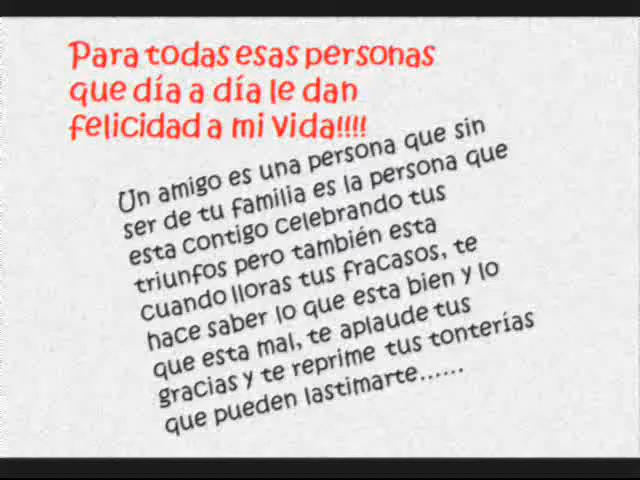 Para todas esas personas
que día a día le dan
felicidad a mi vida!!!!
Un amigo es una persona que sin
ser de tu familia es la persona que
esta contigo celebrando tus
triunfos pero también esta
cuando lloras tus fracasos, te
hace saber lo que esta bien y lo
que esta mal, te aplaude tus
gracias y te reprime tus tonterías
que pueden lastimarte......